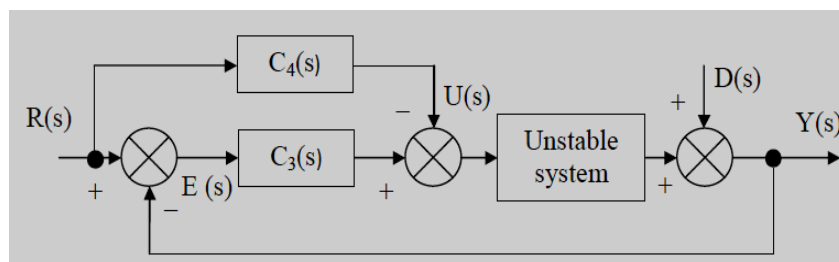 C₄(s)
D(s)
− U(s)
+
R(s)
Y(s)
Unstable
system
C₃(s)
+ E (s) + +
−